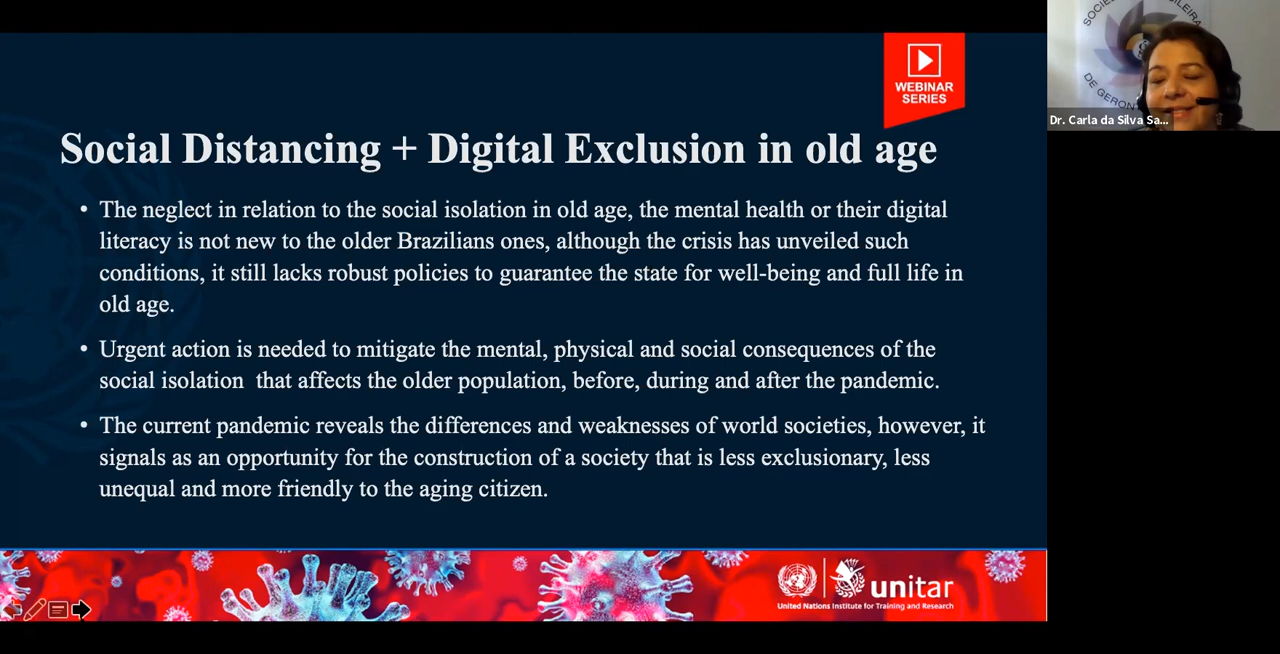 WEBINAR
SERIES
Social Distancing + Digital Exclusion in old age
• The neglect in relation to the social isolation in old age, the mental health or their digital
literacy is not new to the older Brazilians ones, although the crisis has unveiled such
conditions, it still lacks robust policies to guarantee the state for well-being and full life in
old age.
• Urgent action is needed to mitigate the mental, physical and social consequences of the
social isolation  that affects the older population, before, during and after the pandemic.
• The current pandemic reveals the differences and weaknesses of world societies, however, it
signals as an opportunity for the construction of a society that is less exclusionary, less
unequal and more friendly to the aging citizen.
unitar
United Nations Institute for Training and Research
DE GERON
Dr. Carla da Silva Sa...